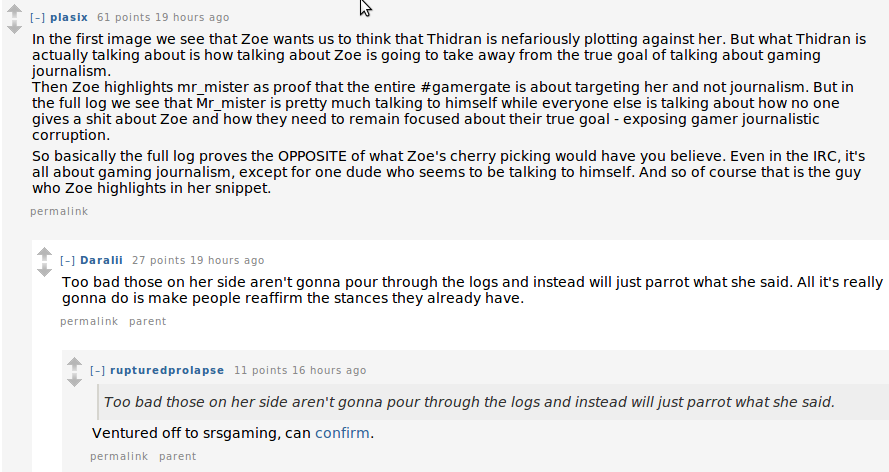 [–] plasix 61 points 19 hours ago
In the first image we see that Zoe wants us to think that Thidran is nefariously plotting against her. But what Thidran is
actually talking about is how talking about Zoe is going to take away from the true goal of talking about gaming
journalism.
Then Zoe highlights mr_mister as proof that the entire #gamergate is about targeting her and not journalism. But in
the full log we see that Mr_mister is pretty much talking to himself while everyone else is talking about how no one
gives a shit about Zoe and how they need to remain focused about their true goal - exposing gamer journalistic
corruption.
So basically the full log proves the OPPOSITE of what Zoe's cherry picking would have you believe. Even in the IRC, it's
all about gaming journalism, except for one dude who seems to be talking to himself. And so of course that is the guy
who Zoe highlights in her snippet.
permalink
[–] Daralii 27 points 19 hours ago
Too bad those on her side aren't gonna pour through the logs and instead will just parrot what she said. All it's really
gonna do is make people reaffirm the stances they already have.
permalink parent
[–] rupturedprolapse 11 points 16 hours ago
Too bad those on her side aren't gonna pour through the logs and instead will just parrot what she said.
Ventured off to srsgaming, can confirm.
permalink parent